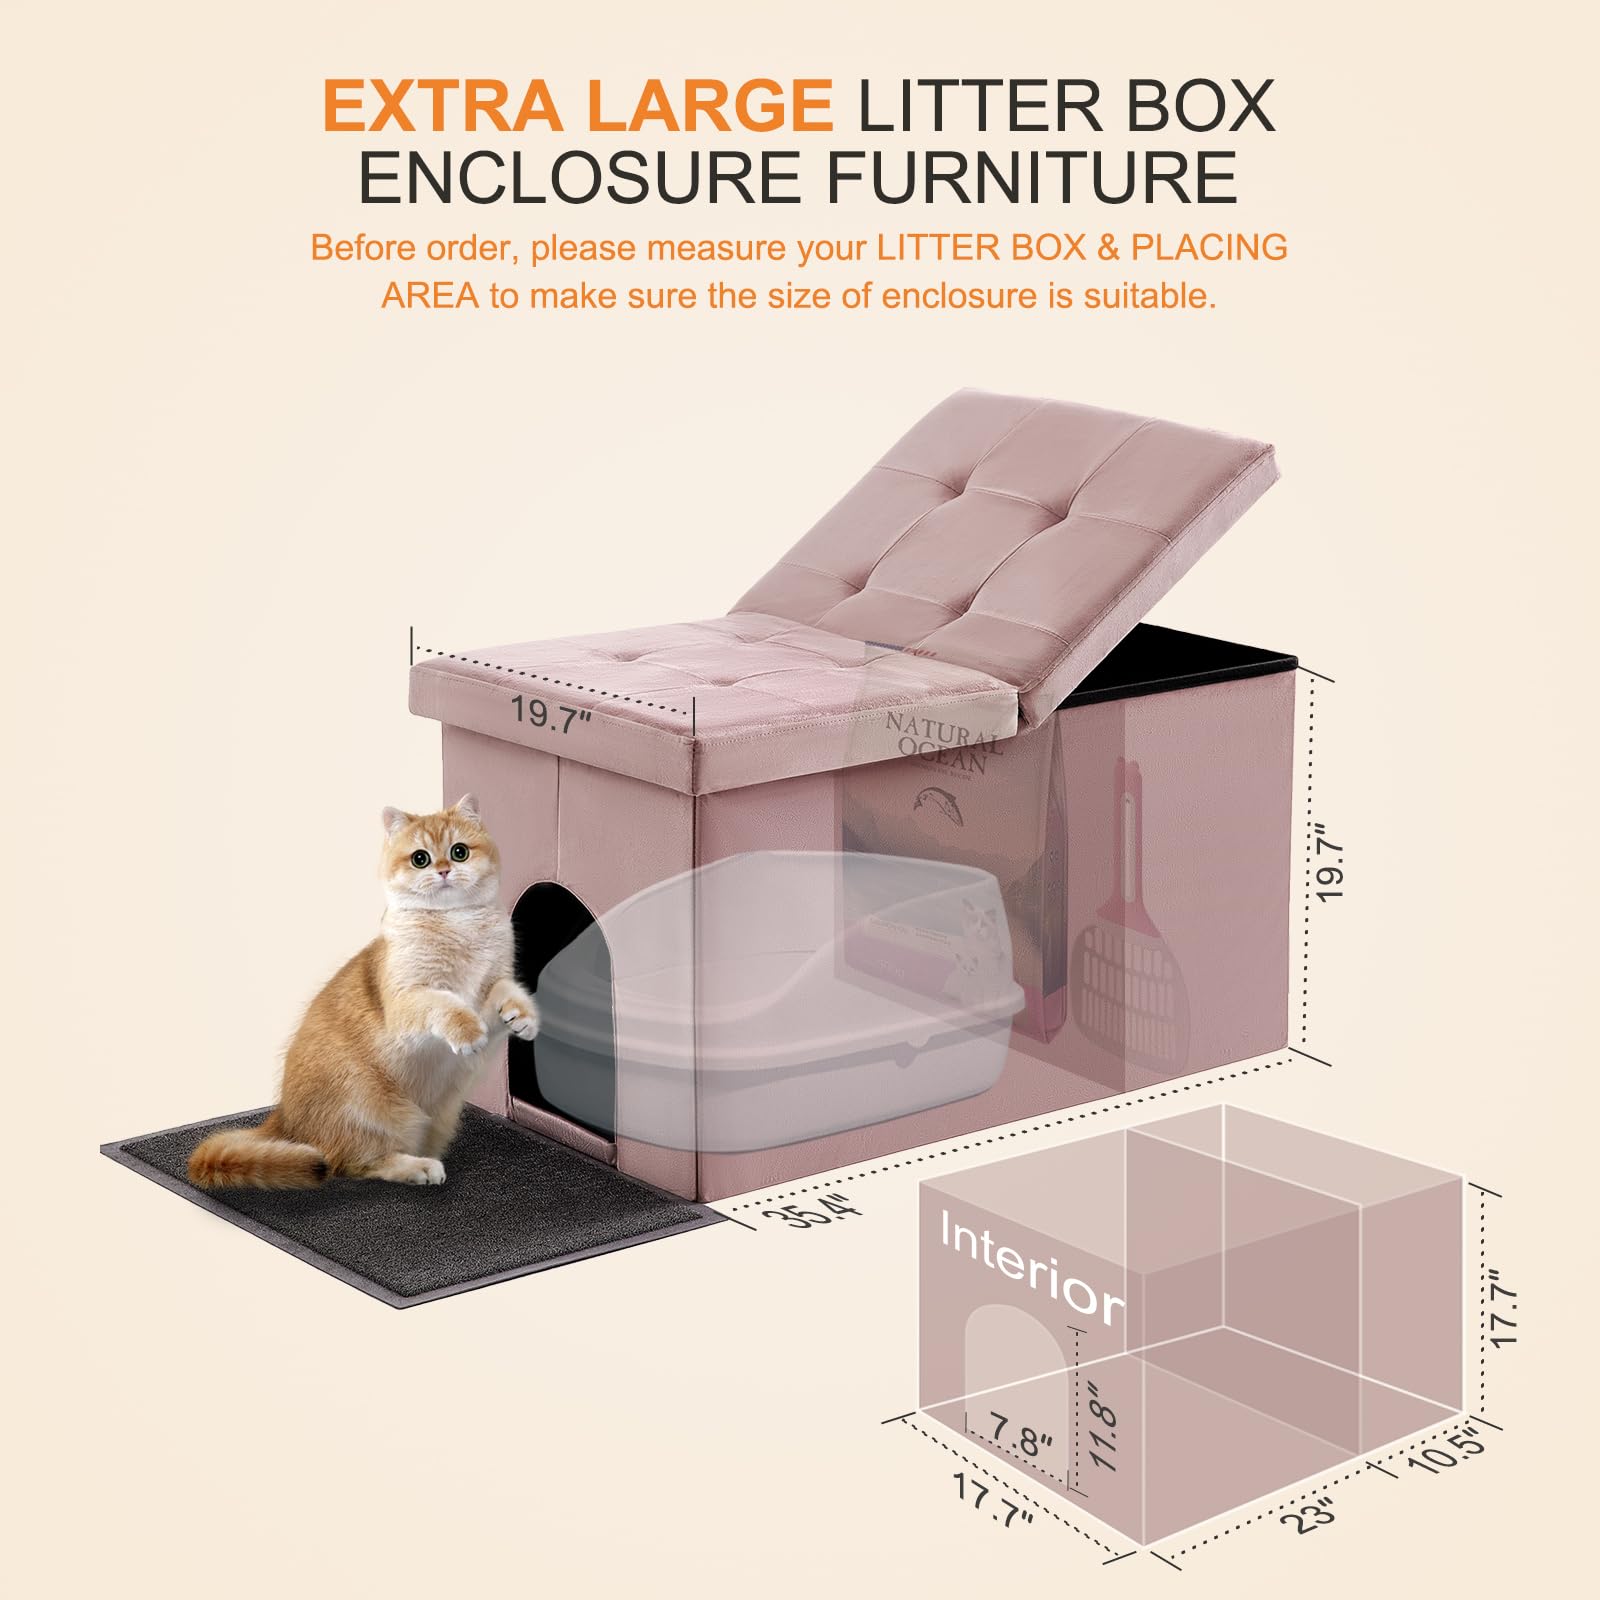 EXTRA LARGE LITTER BOX
ENCLOSURE FURNITURE
Before order, please measure your LITTER BOX & PLACING
AREA to make sure the size of enclosure is suitable.
19.7"
NATURAL
OCEAN
19.7"
35.4"
Interior
17.7"
11.8"
7.8"
10.5"
17.7"
23"